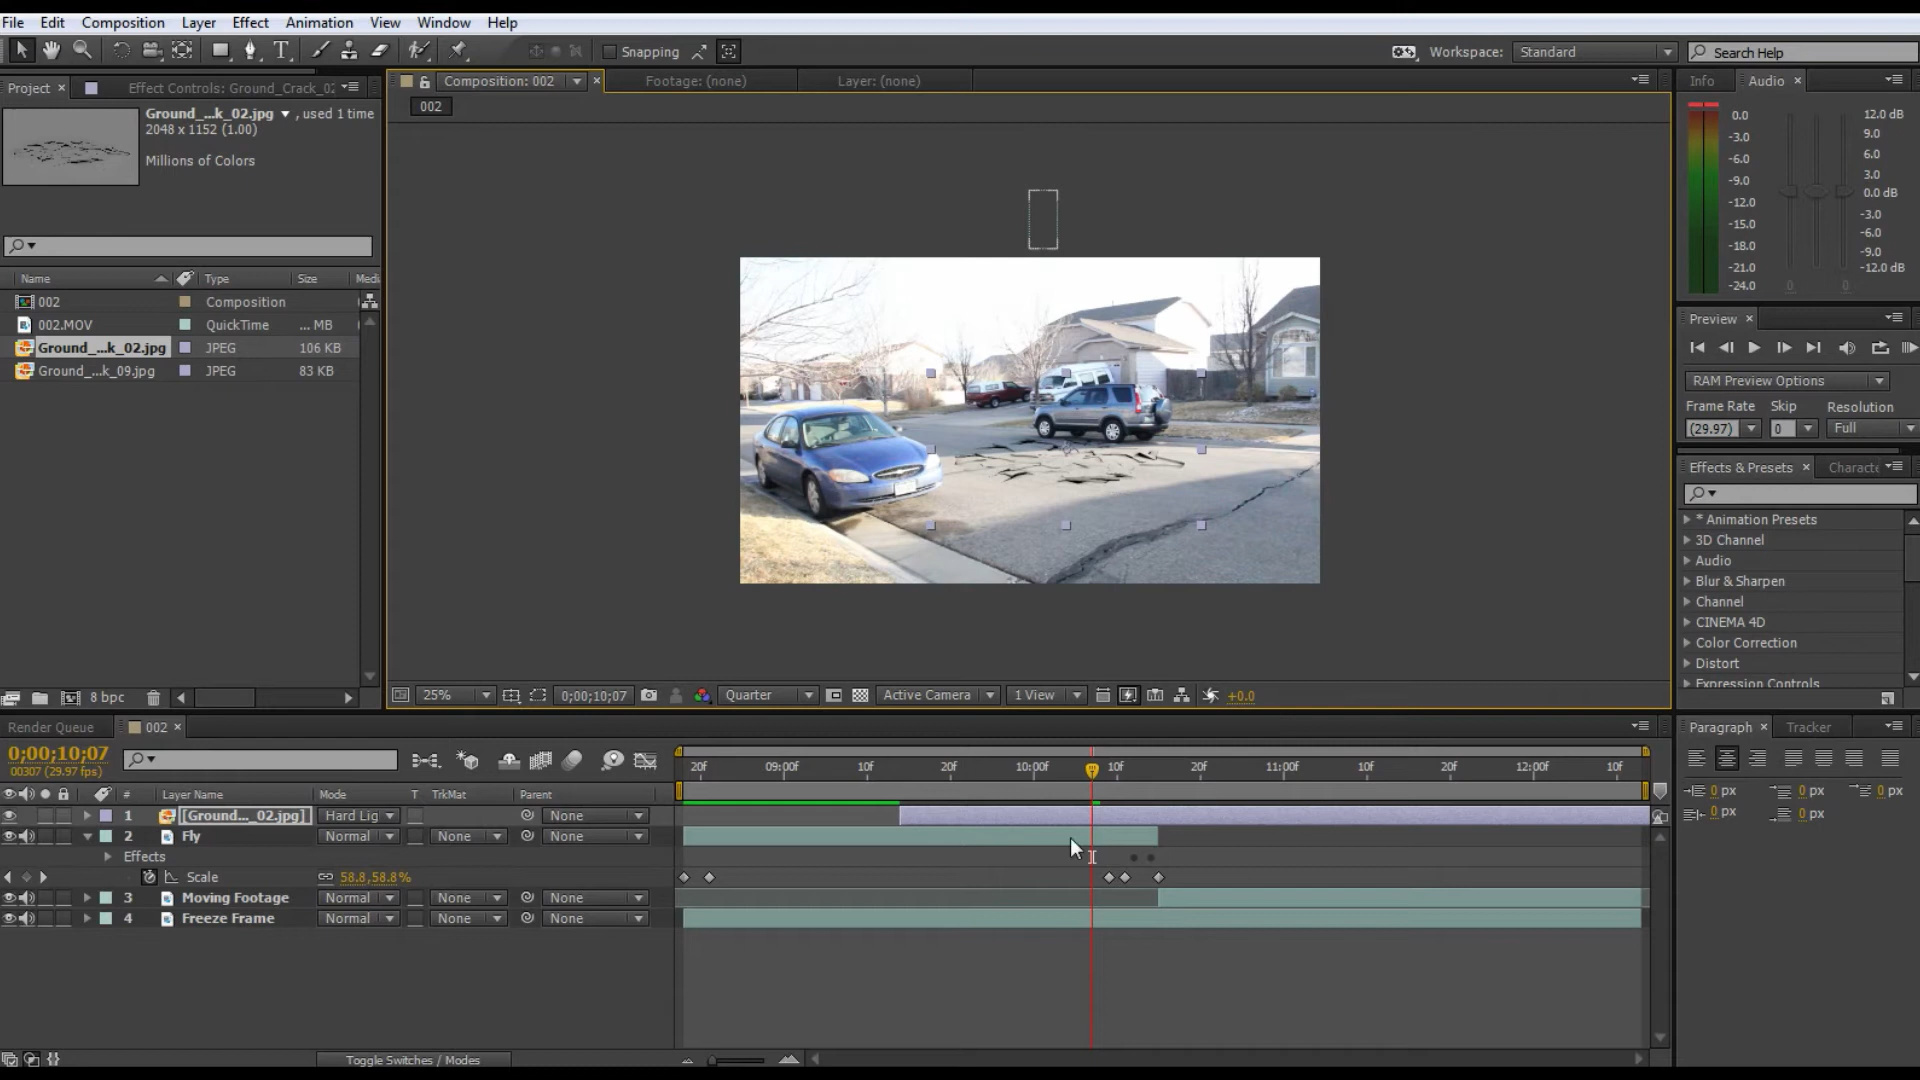 File Edit Composition Layer Effect Animation View Window Help
Snapping
Workspace: Standard
Search Help
Project
Effect Controls: Ground_Crack_02
Composition: 002
Footage: (none)
Layer: (none)
Info
Audio
Ground_...k_02.jpg , used 1 time
2048 x 1152 (1.00)
Millions of Colors
002
0.0
-3.0
-6.0
-9.0
-12.0
-15.0
-18.0
-21.0
-24.0
12.0 dB
9.0
6.0
3.0
0.0 dB
-3.0
-6.0
-9.0
-12.0 dB
0 0
Name Type Size Medi
002 Composition
002.MOV QuickTime ... MB
Ground_...k_02.jpg JPEG 106 KB
Ground_...k_09.jpg JPEG 83 KB
8 bpc
25%
0;00;10;07
Quarter
Active Camera
1 View
+0.0
Preview
RAM Preview Options
Frame Rate Skip Resolution
(29.97) 0 Full
Effects & Presets
Characte
* Animation Presets
3D Channel
Audio
Blur & Sharpen
Channel
CINEMA 4D
Color Correction
Distort
Expression Controls
Render Queue
002
0;00;10;07
00307 (29.97 fps)
# Layer Name Mode T TrkMat Parent
20f 09:00f 10f 20f 10:00f 10f 20f 11:00f 10f 20f 12:00f 10f
1 [Ground..._02.jpg] Hard Lig None
2 Fly Normal None None
Effects
Scale 58.8,58.8%
3 Moving Footage Normal None None
4 Freeze Frame Normal None None
Toggle Switches / Modes
Paragraph
Tracker
0 px 0 px 0 px
0 px 0 px